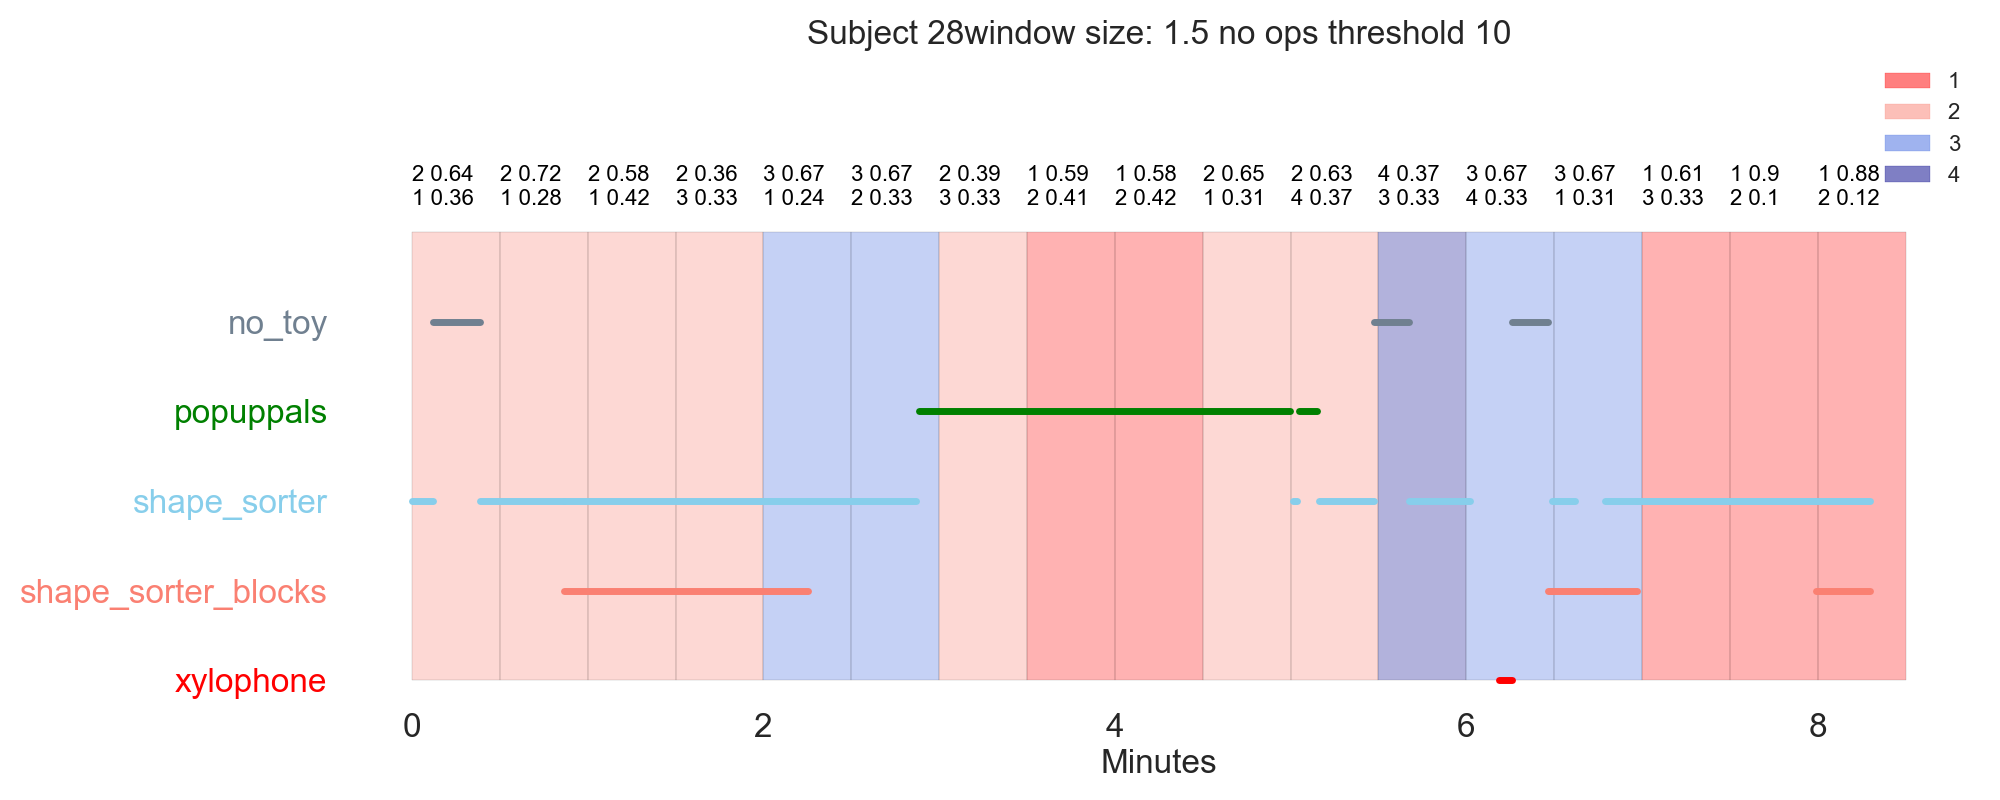 Subject 28window size: 1.5 no ops threshold 10
1
2
3
4
2 0.64 2 0.72 2 0.58 2 0.36 3 0.67 3 0.67 2 0.39 1 0.59 1 0.58 2 0.65 2 0.63 4 0.37 3 0.67 3 0.67 1 0.61 1 0.9 1 0.88
1 0.36 1 0.28 1 0.42 3 0.33 1 0.24 2 0.33 3 0.33 2 0.41 2 0.42 1 0.31 4 0.37 3 0.33 4 0.33 1 0.31 3 0.33 2 0.1 2 0.12
no_toy
popuppals
shape_sorter
shape_sorter_blocks
xylophone
0 2 4 6 8
Minutes